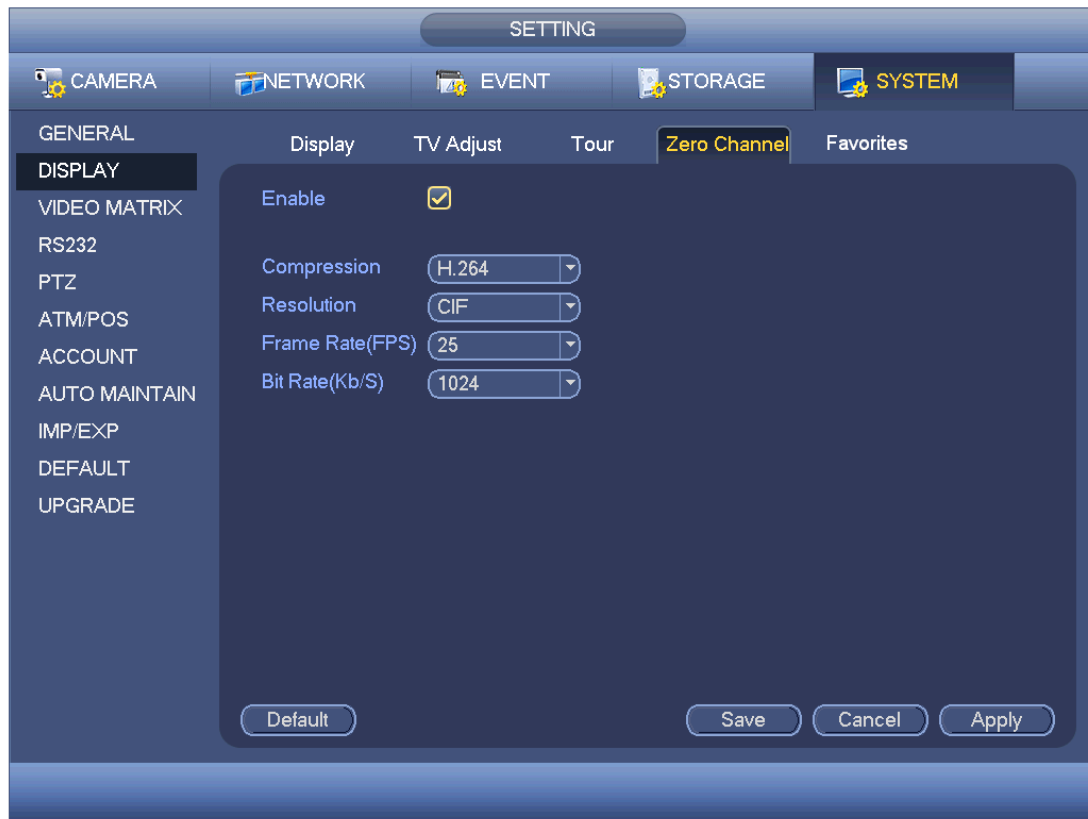 SETTING
CAMERA NETWORK EVENT STORAGE SYSTEM
GENERAL
DISPLAY
VIDEO MATRIX
RS232
PTZ
ATM/POS
ACCOUNT
AUTO MAINTAIN
IMP/EXP
DEFAULT
UPGRADE
Display TV Adjust Tour Zero Channel Favorites
Enable
Compression H.264
Resolution CIF
Frame Rate(FPS) 25
Bit Rate(Kb/S) 1024
Default Save Cancel Apply